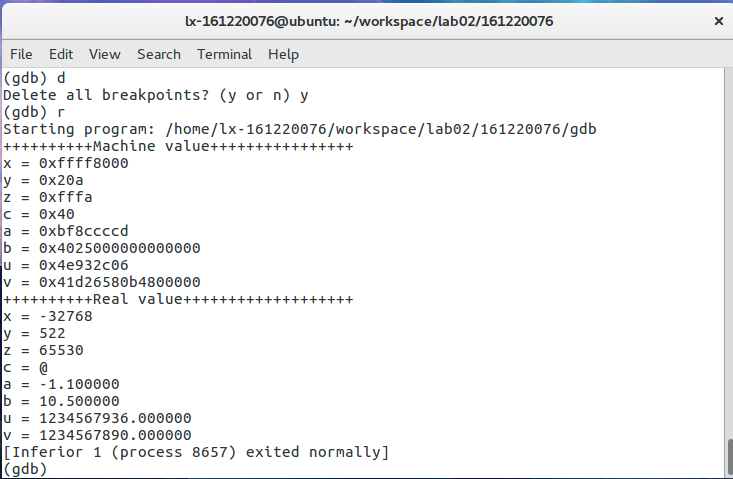 lx-161220076@ubuntu: ~/workspace/lab02/161220076 ×
File Edit View Search Terminal Help
(gdb) d
Delete all breakpoints? (y or n) y
(gdb) r
Starting program: /home/lx-161220076/workspace/lab02/161220076/gdb
++++++++++Machine value++++++++++++++++
x = 0xffff8000
y = 0x20a
z = 0xfffa
c = 0x40
a = 0xbf8ccccd
b = 0x4025000000000000
u = 0x4e932c06
v = 0x41d26580b4800000
++++++++++Real value+++++++++++++++++++
x = -32768
y = 522
z = 65530
c = @
a = -1.100000
b = 10.500000
u = 1234567936.000000
v = 1234567890.000000
[Inferior 1 (process 8657) exited normally]
(gdb)